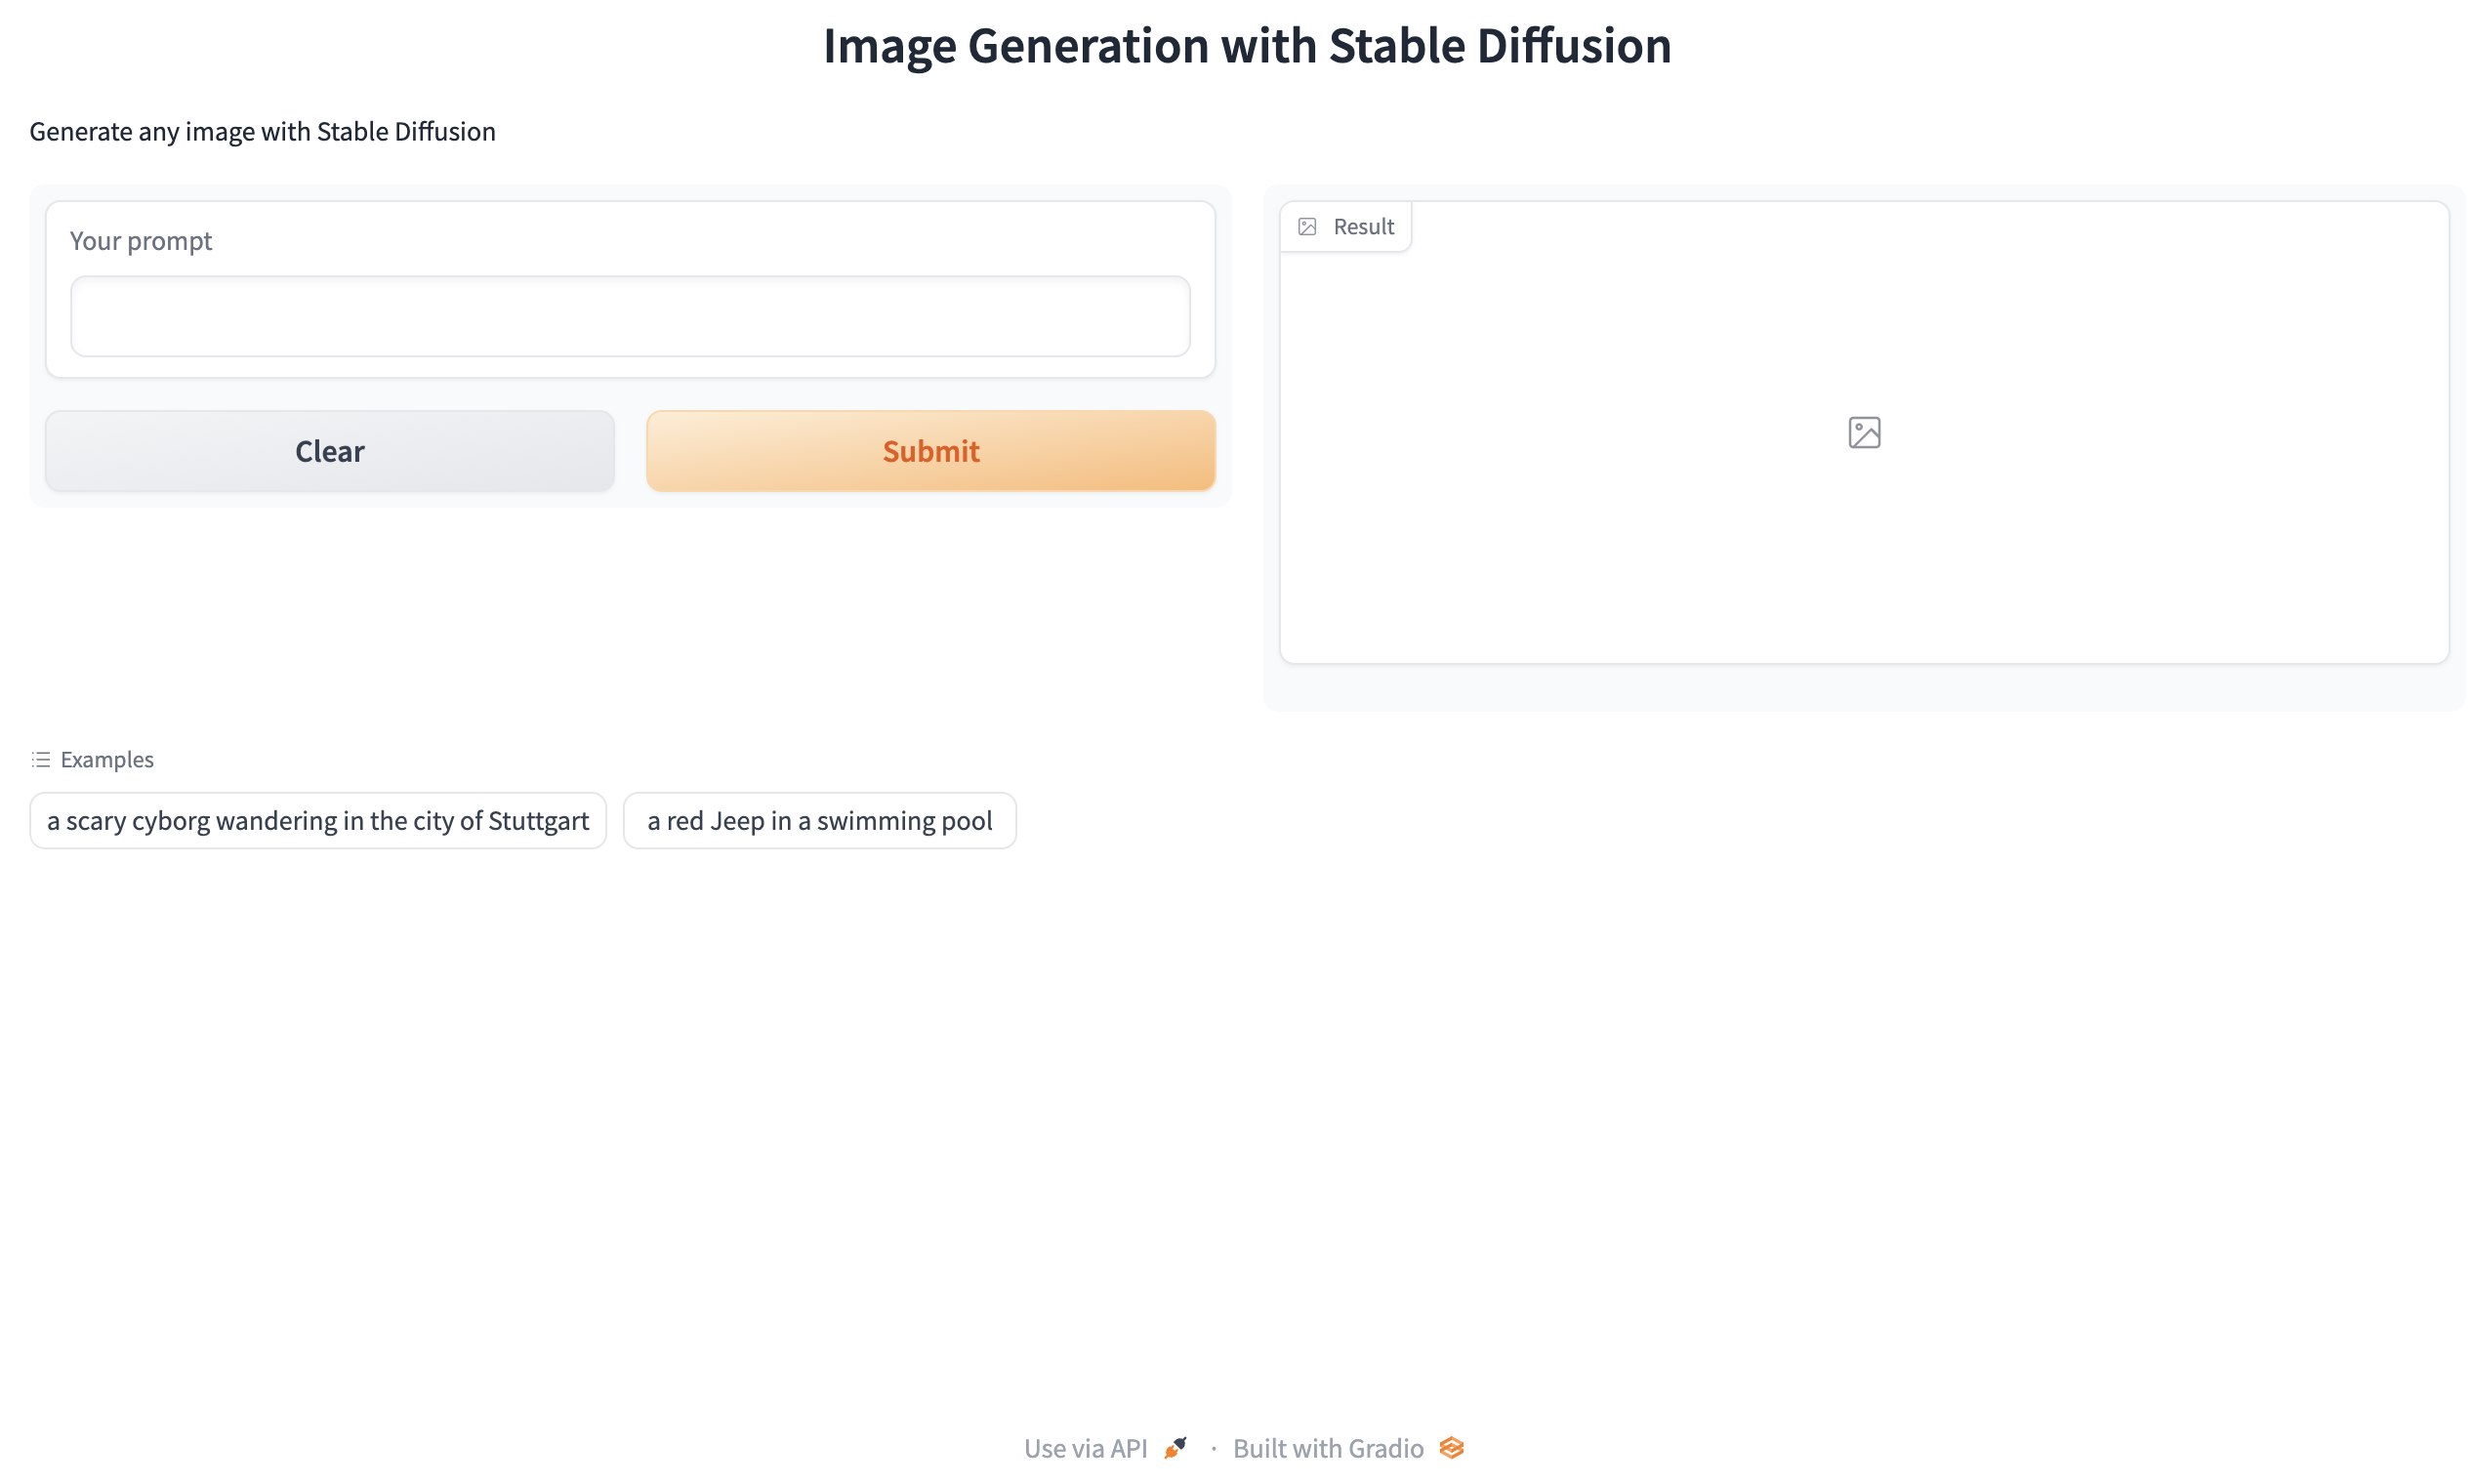 Image Generation with Stable Diffusion
Generate any image with Stable Diffusion
Your prompt
Clear
Submit
Result
Examples
a scary cyborg wandering in the city of Stuttgart
a red Jeep in a swimming pool
Use via API · Built with Gradio